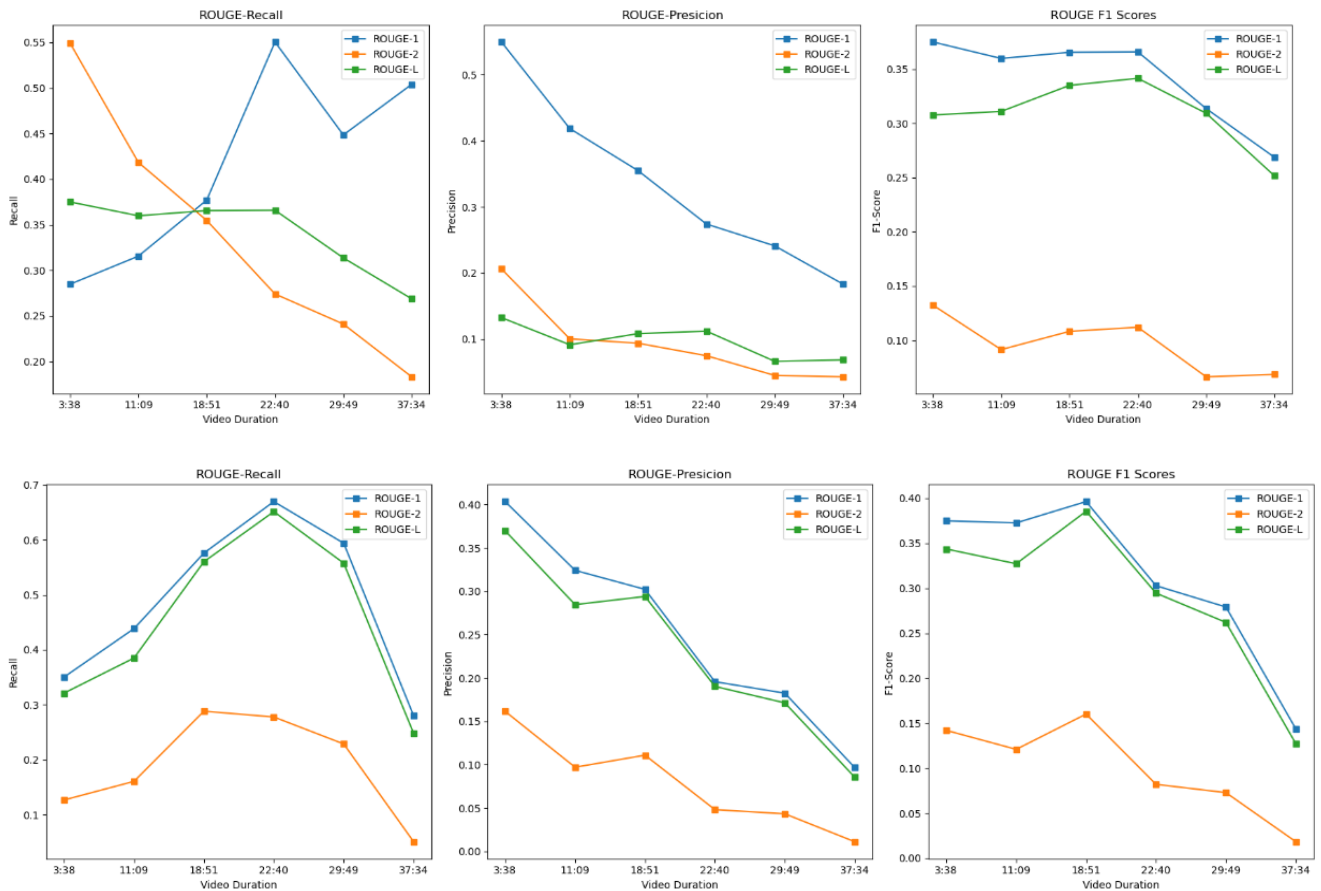 ROUGE-Recall
0.55
0.50
0.45
0.40
0.35
0.30
0.25
0.20
Recall
ROUGE-1
ROUGE-2
ROUGE-L
3:38 11:09 18:51 22:40 29:49 37:34
Video Duration
ROUGE-Presicion
0.5
0.4
0.3
0.2
0.1
Precision
ROUGE-1
ROUGE-2
ROUGE-L
3:38 11:09 18:51 22:40 29:49 37:34
Video Duration
ROUGE F1 Scores
0.35
0.30
0.25
0.20
0.15
0.10
F1-Score
ROUGE-1
ROUGE-2
ROUGE-L
3:38 11:09 18:51 22:40 29:49 37:34
Video Duration
ROUGE-Recall
0.7
0.6
0.5
0.4
0.3
0.2
0.1
Recall
ROUGE-1
ROUGE-2
ROUGE-L
3:38 11:09 18:51 22:40 29:49 37:34
Video Duration
ROUGE-Presicion
0.40
0.35
0.30
0.25
0.20
0.15
0.10
0.05
0.00
Precision
ROUGE-1
ROUGE-2
ROUGE-L
3:38 11:09 18:51 22:40 29:49 37:34
Video Duration
ROUGE F1 Scores
0.40
0.35
0.30
0.25
0.20
0.15
0.10
0.05
0.00
F1-Score
ROUGE-1
ROUGE-2
ROUGE-L
3:38 11:09 18:51 22:40 29:49 37:34
Video Duration